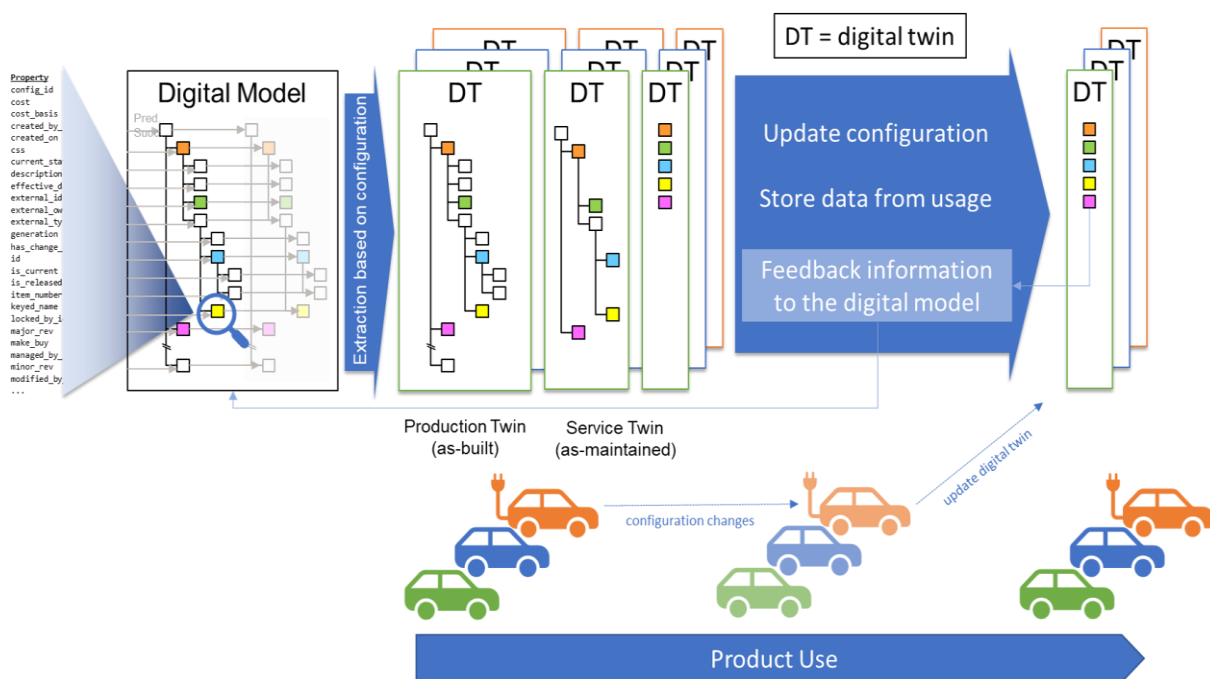 DT = digital twin
Property
config_id
cost
cost_basis
created_by_
created_on
css
current_sta
description
effective_d
external_id
external_ow
external_ty
generation
has_change_
id
is_current
is_released
item_number
keyed_name
locked_by_i
major_rev
make_buy
managed_by_
minor_rev
modified_by
...
Digital Model
Pred
Succ
Extraction based on configuration
DT
DT
DT
DT
DT
DT
DT
DT
DT
Production Twin
(as-built)
Service Twin
(as-maintained)
Update configuration
Store data from usage
Feedback information
to the digital model
DT
DT
DT
configuration changes
update digital twin
Product Use